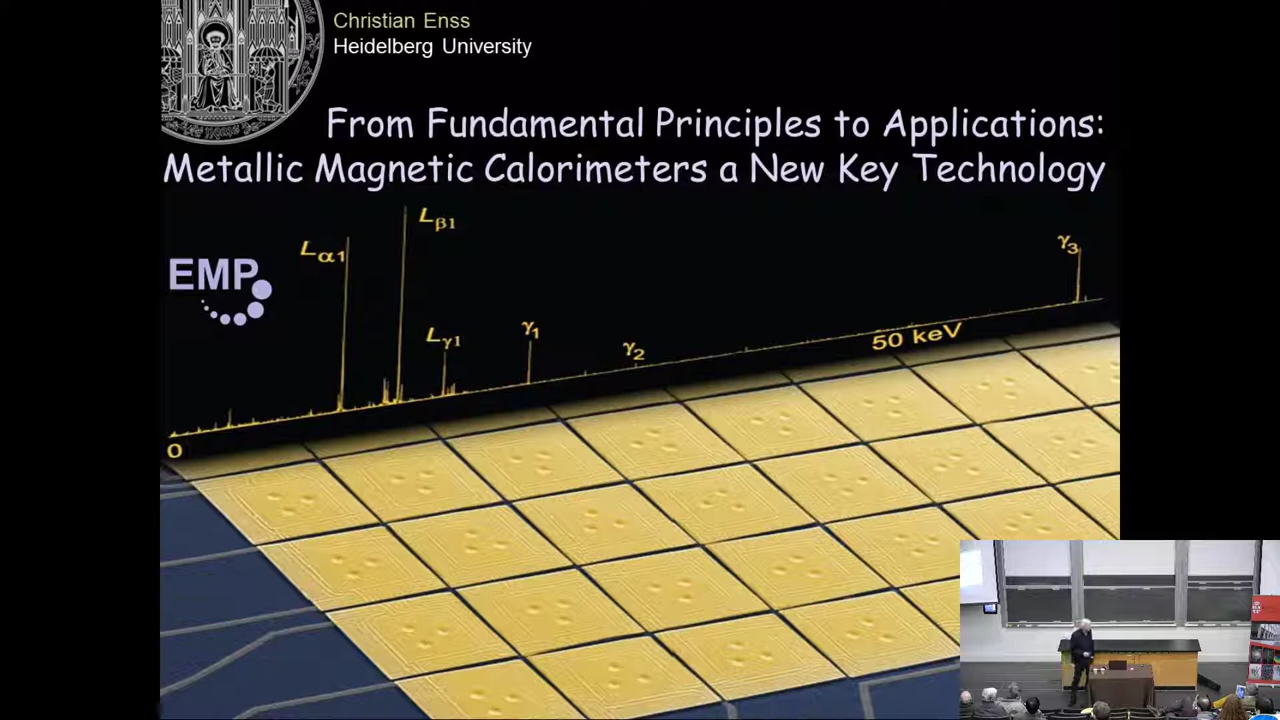 Christian Enss
Heidelberg University
From Fundamental Principles to Applications:
Metallic Magnetic Calorimeters a New Key Technology
Lα1
Lβ1
γ3
EMP
Lγ1
γ1
γ2
50 keV
0